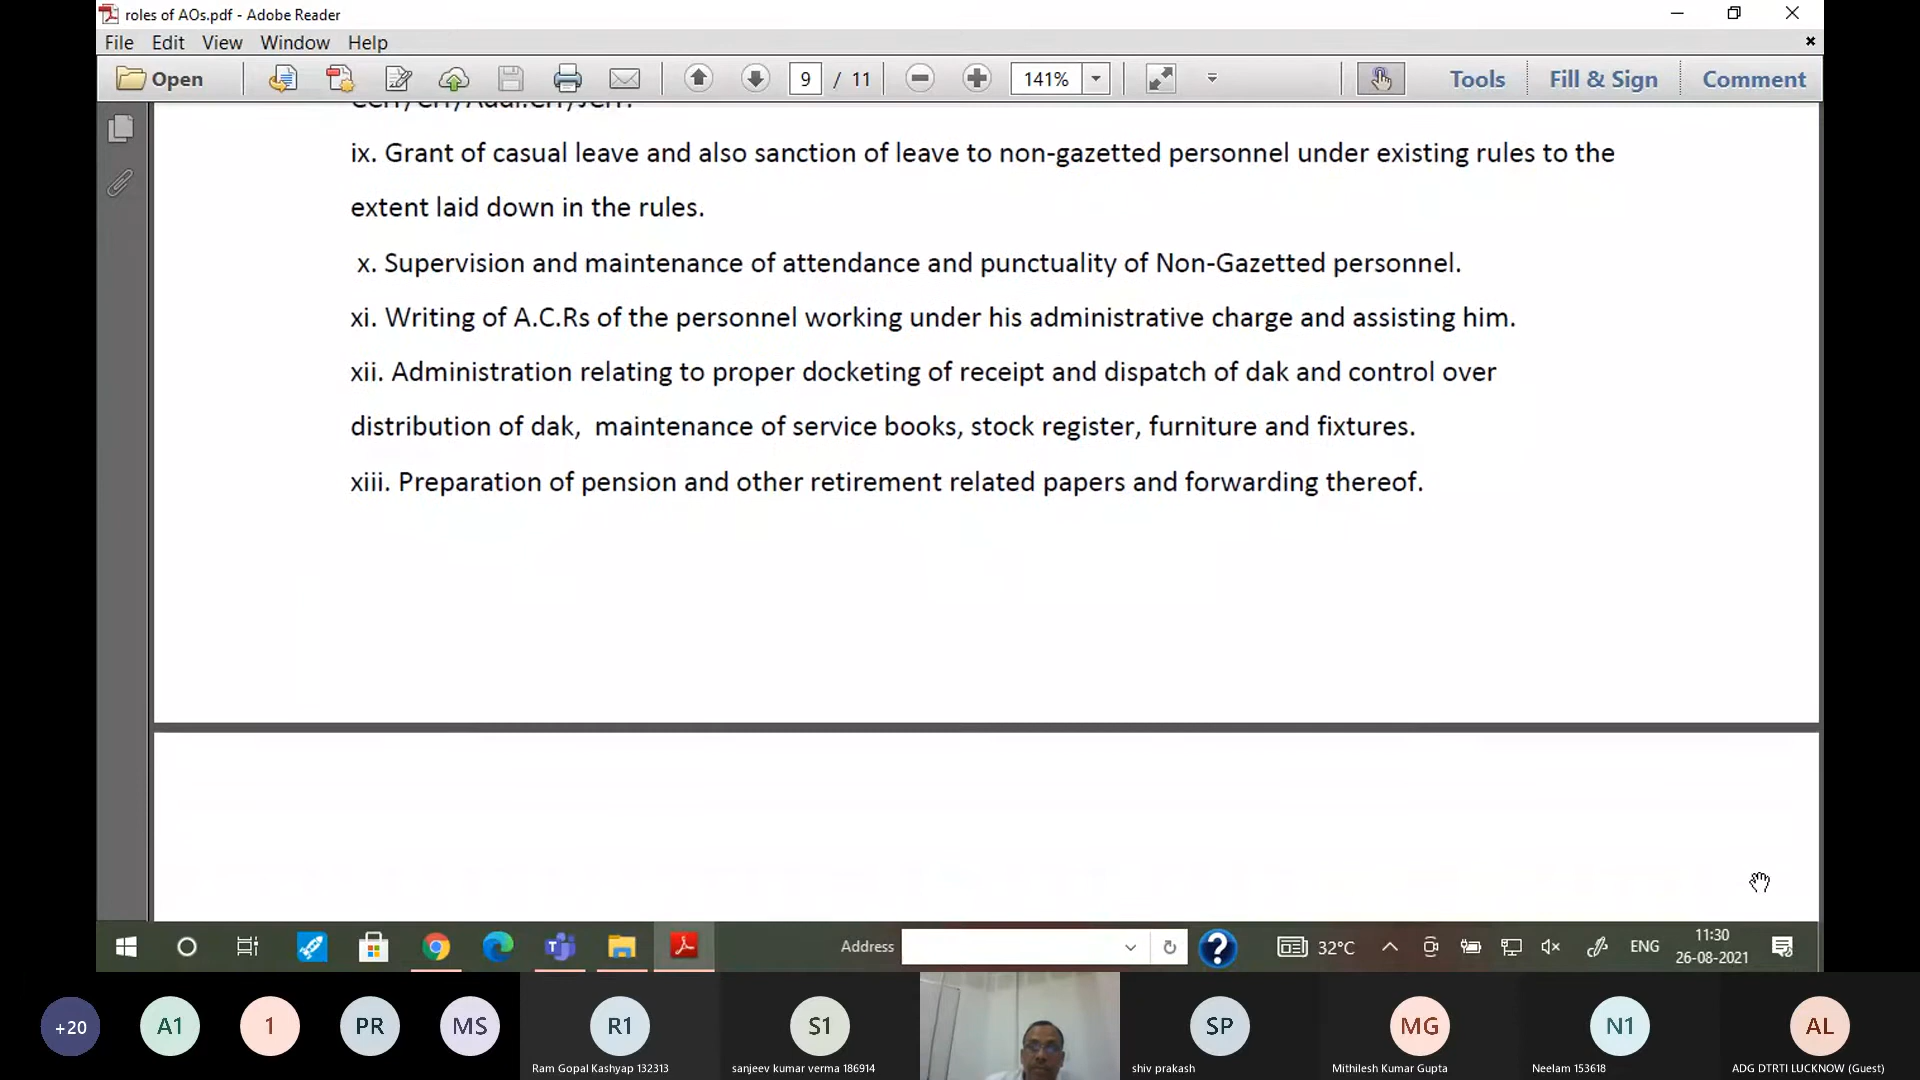 roles of AOs.pdf - Adobe Reader
File Edit View Window Help
Open 9 / 11 141% Tools Fill & Sign Comment
ix. Grant of casual leave and also sanction of leave to non-gazetted personnel under existing rules to the
extent laid down in the rules.
x. Supervision and maintenance of attendance and punctuality of Non-Gazetted personnel.
xi. Writing of A.C.Rs of the personnel working under his administrative charge and assisting him.
xii. Administration relating to proper docketing of receipt and dispatch of dak and control over
distribution of dak,  maintenance of service books, stock register, furniture and fixtures.
xiii. Preparation of pension and other retirement related papers and forwarding thereof.
Address 32°C ENG 11:30
26-08-2021
+20 A1 1 PR MS R1 S1 SP MG N1 AL
Ram Gopal Kashyap 132313 sanjeev kumar verma 186914 shiv prakash Mithilesh Kumar Gupta Neelam 153618 ADG DTRTI LUCKNOW (Guest)